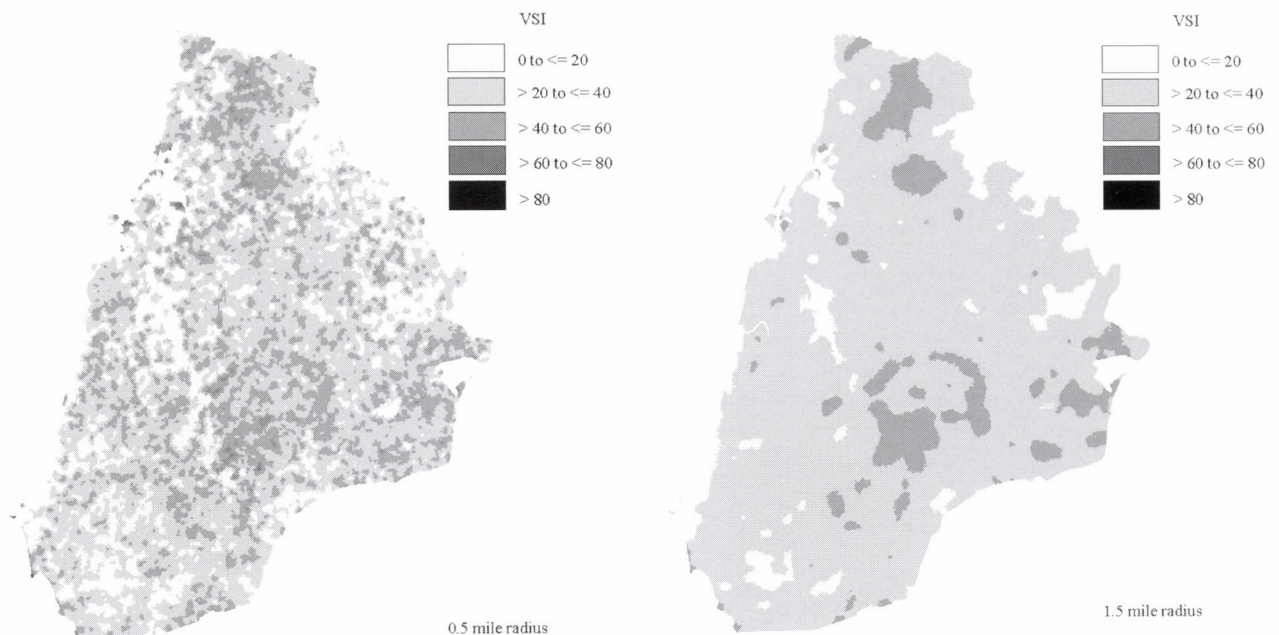 VSI
0 to <= 20
> 20 to <= 40
> 40 to <= 60
> 60 to <= 80
> 80
0.5 mile radius
VSI
0 to <= 20
> 20 to <= 40
> 40 to <= 60
> 60 to <= 80
> 80
1.5 mile radius